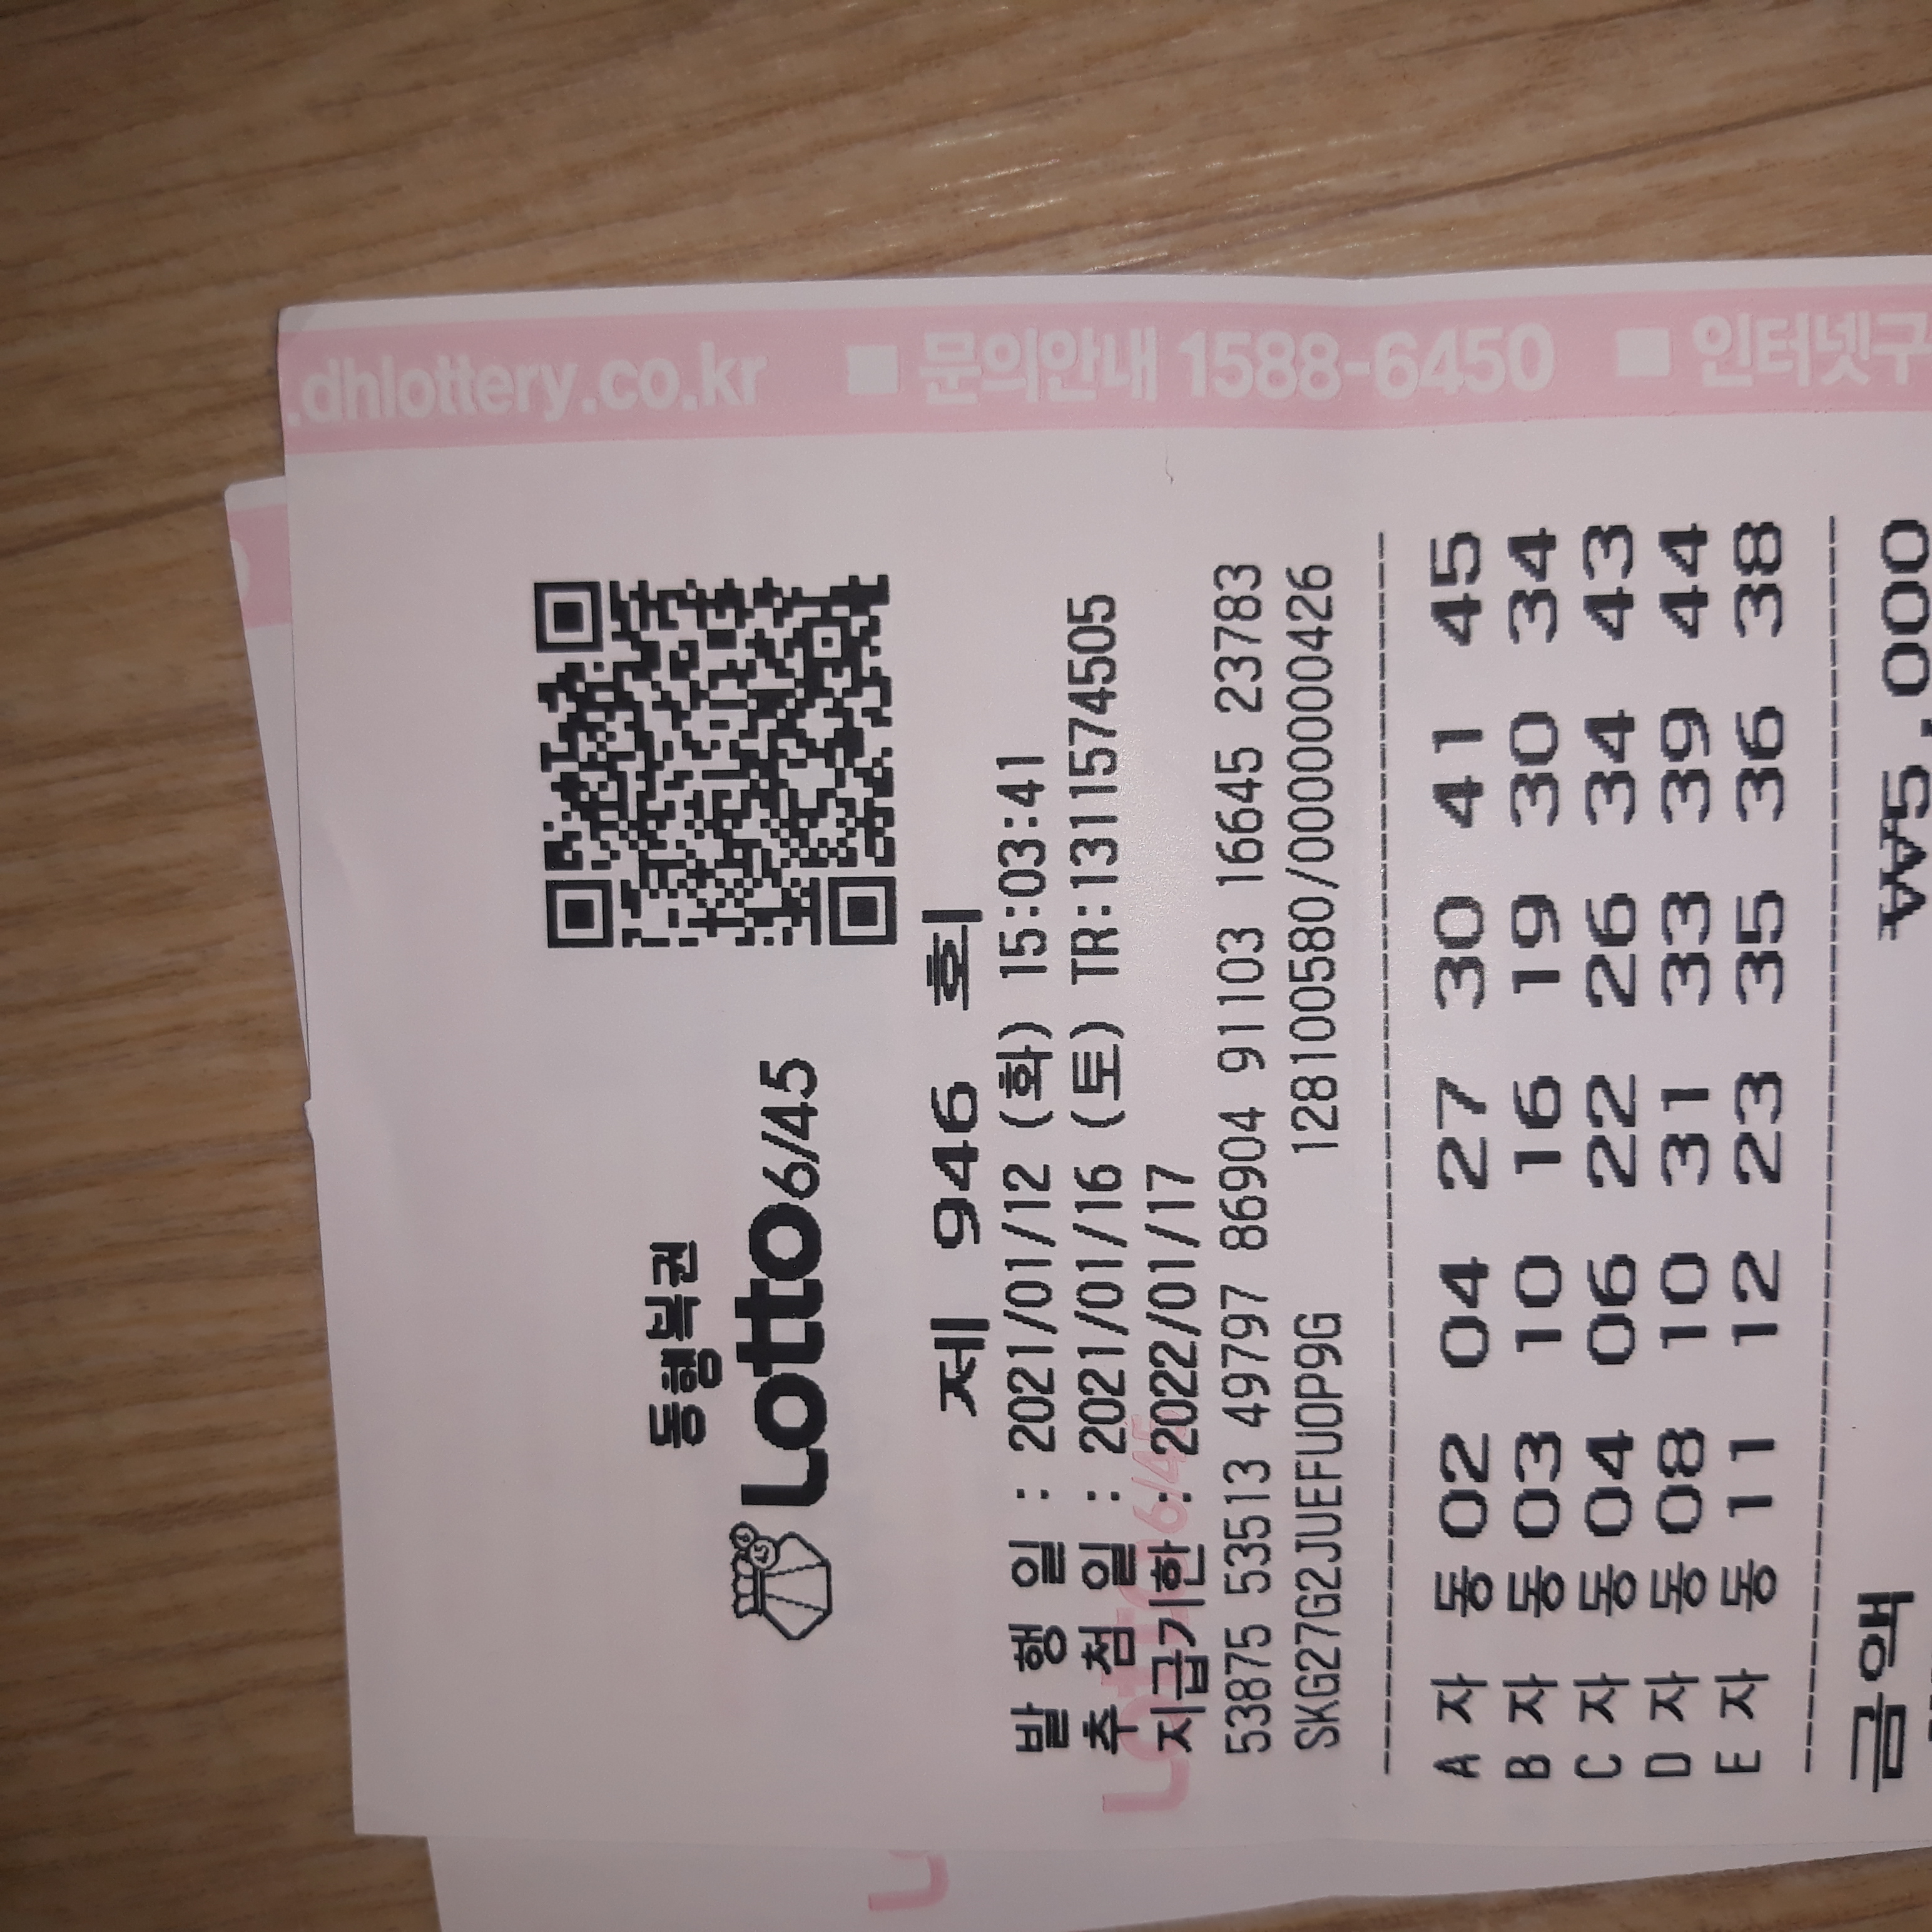 .dhlottery.co.kr ■ 문의안내 1588-6450 ■ 인터넷구
동행복권
Lotto6/45
제 946 회
발 행 일 : 2021/01/12 (화) 15:03:41
추 첨 일 : 2021/01/16 (토) TR:1311574505
지급기한 : 2022/01/17
53875 53513 49797 86904 91103 16645 23783
SKG27G2JUEFUOP9G 128100580/0000000426
A 자 동 02 04 27 30 41 45
B 자 동 03 10 16 19 30 34
C 자 동 04 06 22 26 34 43
D 자 동 08 10 31 33 39 44
E 자 동 11 12 23 35 36 38
금액 ₩5,000
Lotto6/45